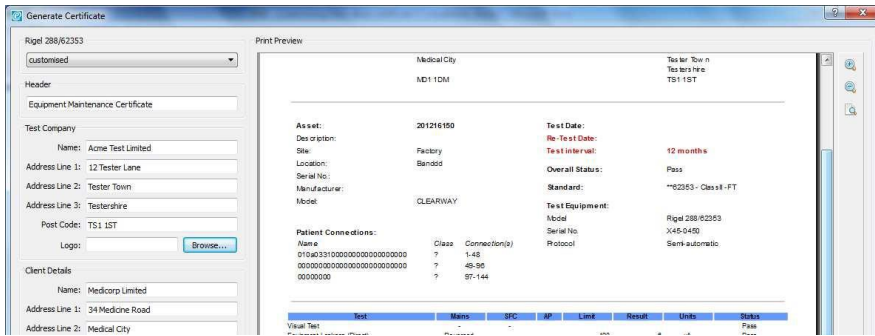 Generate Certificate
Rigel 288/62353
customised
Header
Equipment Maintenance Certificate
Test Company
Name: Acme Test Limited
Address Line 1: 12 Tester Lane
Address Line 2: Tester Town
Address Line 3: Testershire
Post Code: TS1 1ST
Logo: Browse...
Client Details
Name: Medicorp Limited
Address Line 1: 34 Medicine Road
Address Line 2: Medical City
Print Preview
Medical City Tester Town
Testershire
MD1 1DM TS1 1ST
Asset: 201216150 Test Date:
Description: Re-Test Date:
Site: Factory Test interval: 12 months
Location: Banddd
Overall Status: Pass
Serial No.:
Manufacturer: Standard: **62353 - ClassII -FT
Model: CLEARWAY
Test Equipment:
Model Rigel 288/62353
Patient Connections: Serial No. X45-0450
Name Class Connection(s) Protocol Semi-automatic
? 1-48
? 49-96
00000000 ? 97-144
Test Mains SFC AP Limit Result Units Status
Visual Test - - Pass